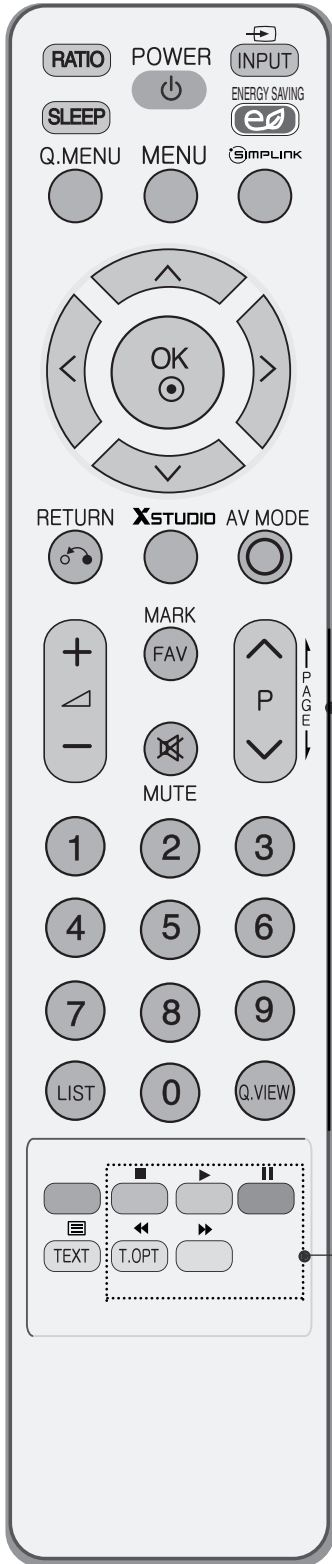 RATIO POWER INPUT
SLEEP ENERGY SAVING
Q.MENU MENU SIMPLINK
OK
RETURN XSTUDIO AV MODE
MARK
FAV
+ P PAGE
−
MUTE
1 2 3
4 5 6
7 8 9
LIST 0 Q.VIEW
TEXT T.OPT